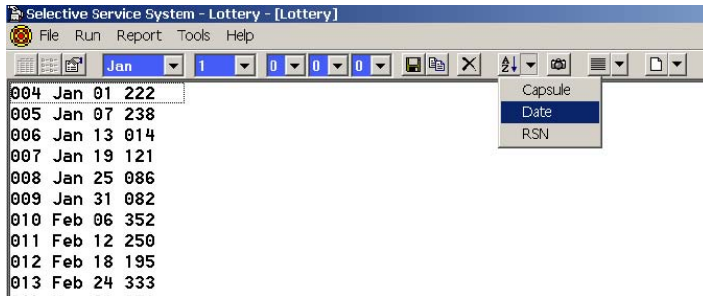 Selective Service System - Lottery - [Lottery]
File Run Report Tools Help
Jan 1 0 0 0
Capsule
Date
RSN
004 Jan 01 222
005 Jan 07 238
006 Jan 13 014
007 Jan 19 121
008 Jan 25 086
009 Jan 31 082
010 Feb 06 352
011 Feb 12 250
012 Feb 18 195
013 Feb 24 333